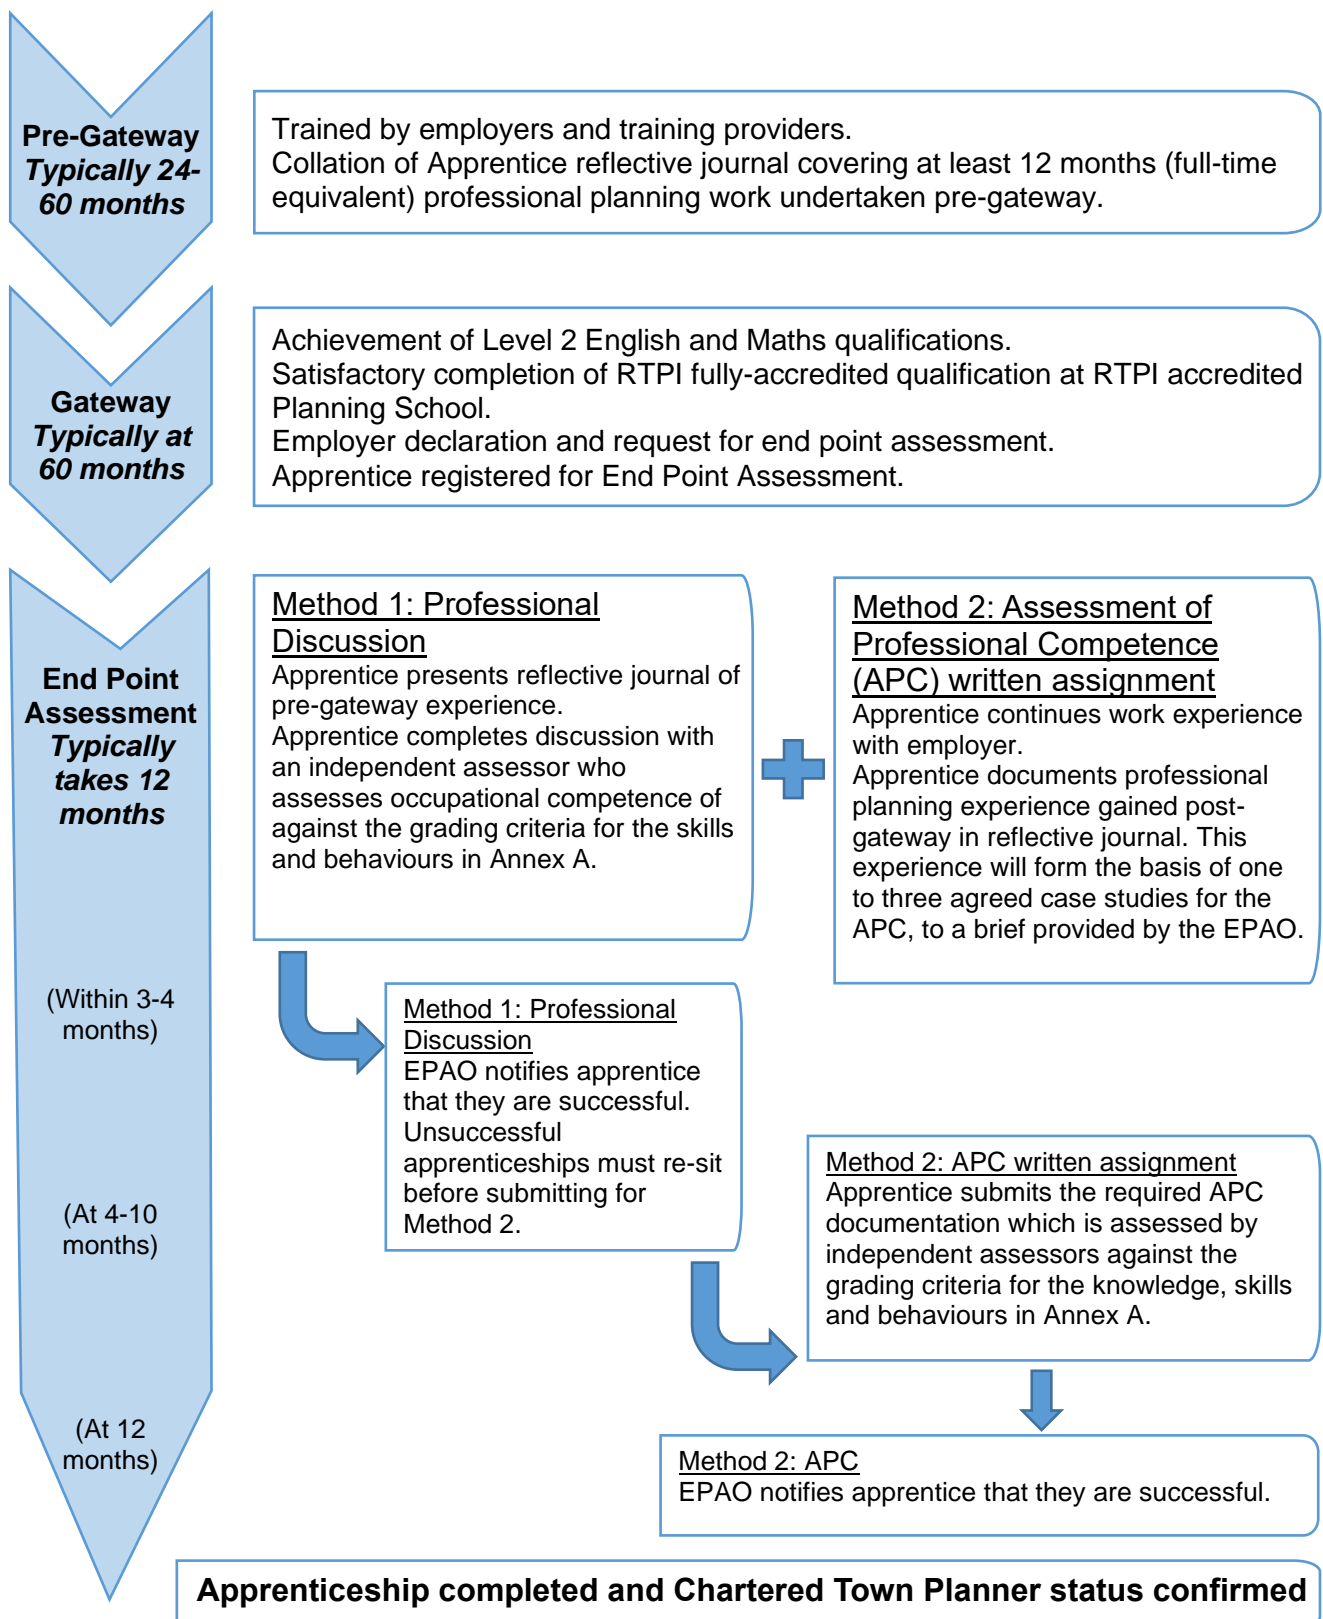 Pre-Gateway
Typically 24-
60 months
Trained by employers and training providers.
Collation of Apprentice reflective journal covering at least 12 months (full-time
equivalent) professional planning work undertaken pre-gateway.
Gateway
Typically at
60 months
Achievement of Level 2 English and Maths qualifications.
Satisfactory completion of RTPI fully-accredited qualification at RTPI accredited
Planning School.
Employer declaration and request for end point assessment.
Apprentice registered for End Point Assessment.
End Point
Assessment
Typically
takes 12
months
Method 1: Professional
Discussion
Apprentice presents reflective journal of
pre-gateway experience.
Apprentice completes discussion with
an independent assessor who
assesses occupational competence of
against the grading criteria for the skills
and behaviours in Annex A.
Method 2: Assessment of
Professional Competence
(APC) written assignment
Apprentice continues work experience
with employer.
Apprentice documents professional
planning experience gained post-
gateway in reflective journal. This
experience will form the basis of one
to three agreed case studies for the
APC, to a brief provided by the EPAO.
(Within 3-4
months)
Method 1: Professional
Discussion
EPAO notifies apprentice
that they are successful.
Unsuccessful
apprenticeships must re-sit
before submitting for
Method 2.
(At 4-10
months)
Method 2: APC written assignment
Apprentice submits the required APC
documentation which is assessed by
independent assessors against the
grading criteria for the knowledge, skills
and behaviours in Annex A.
(At 12
months)
Method 2: APC
EPAO notifies apprentice that they are successful.
Apprenticeship completed and Chartered Town Planner status confirmed